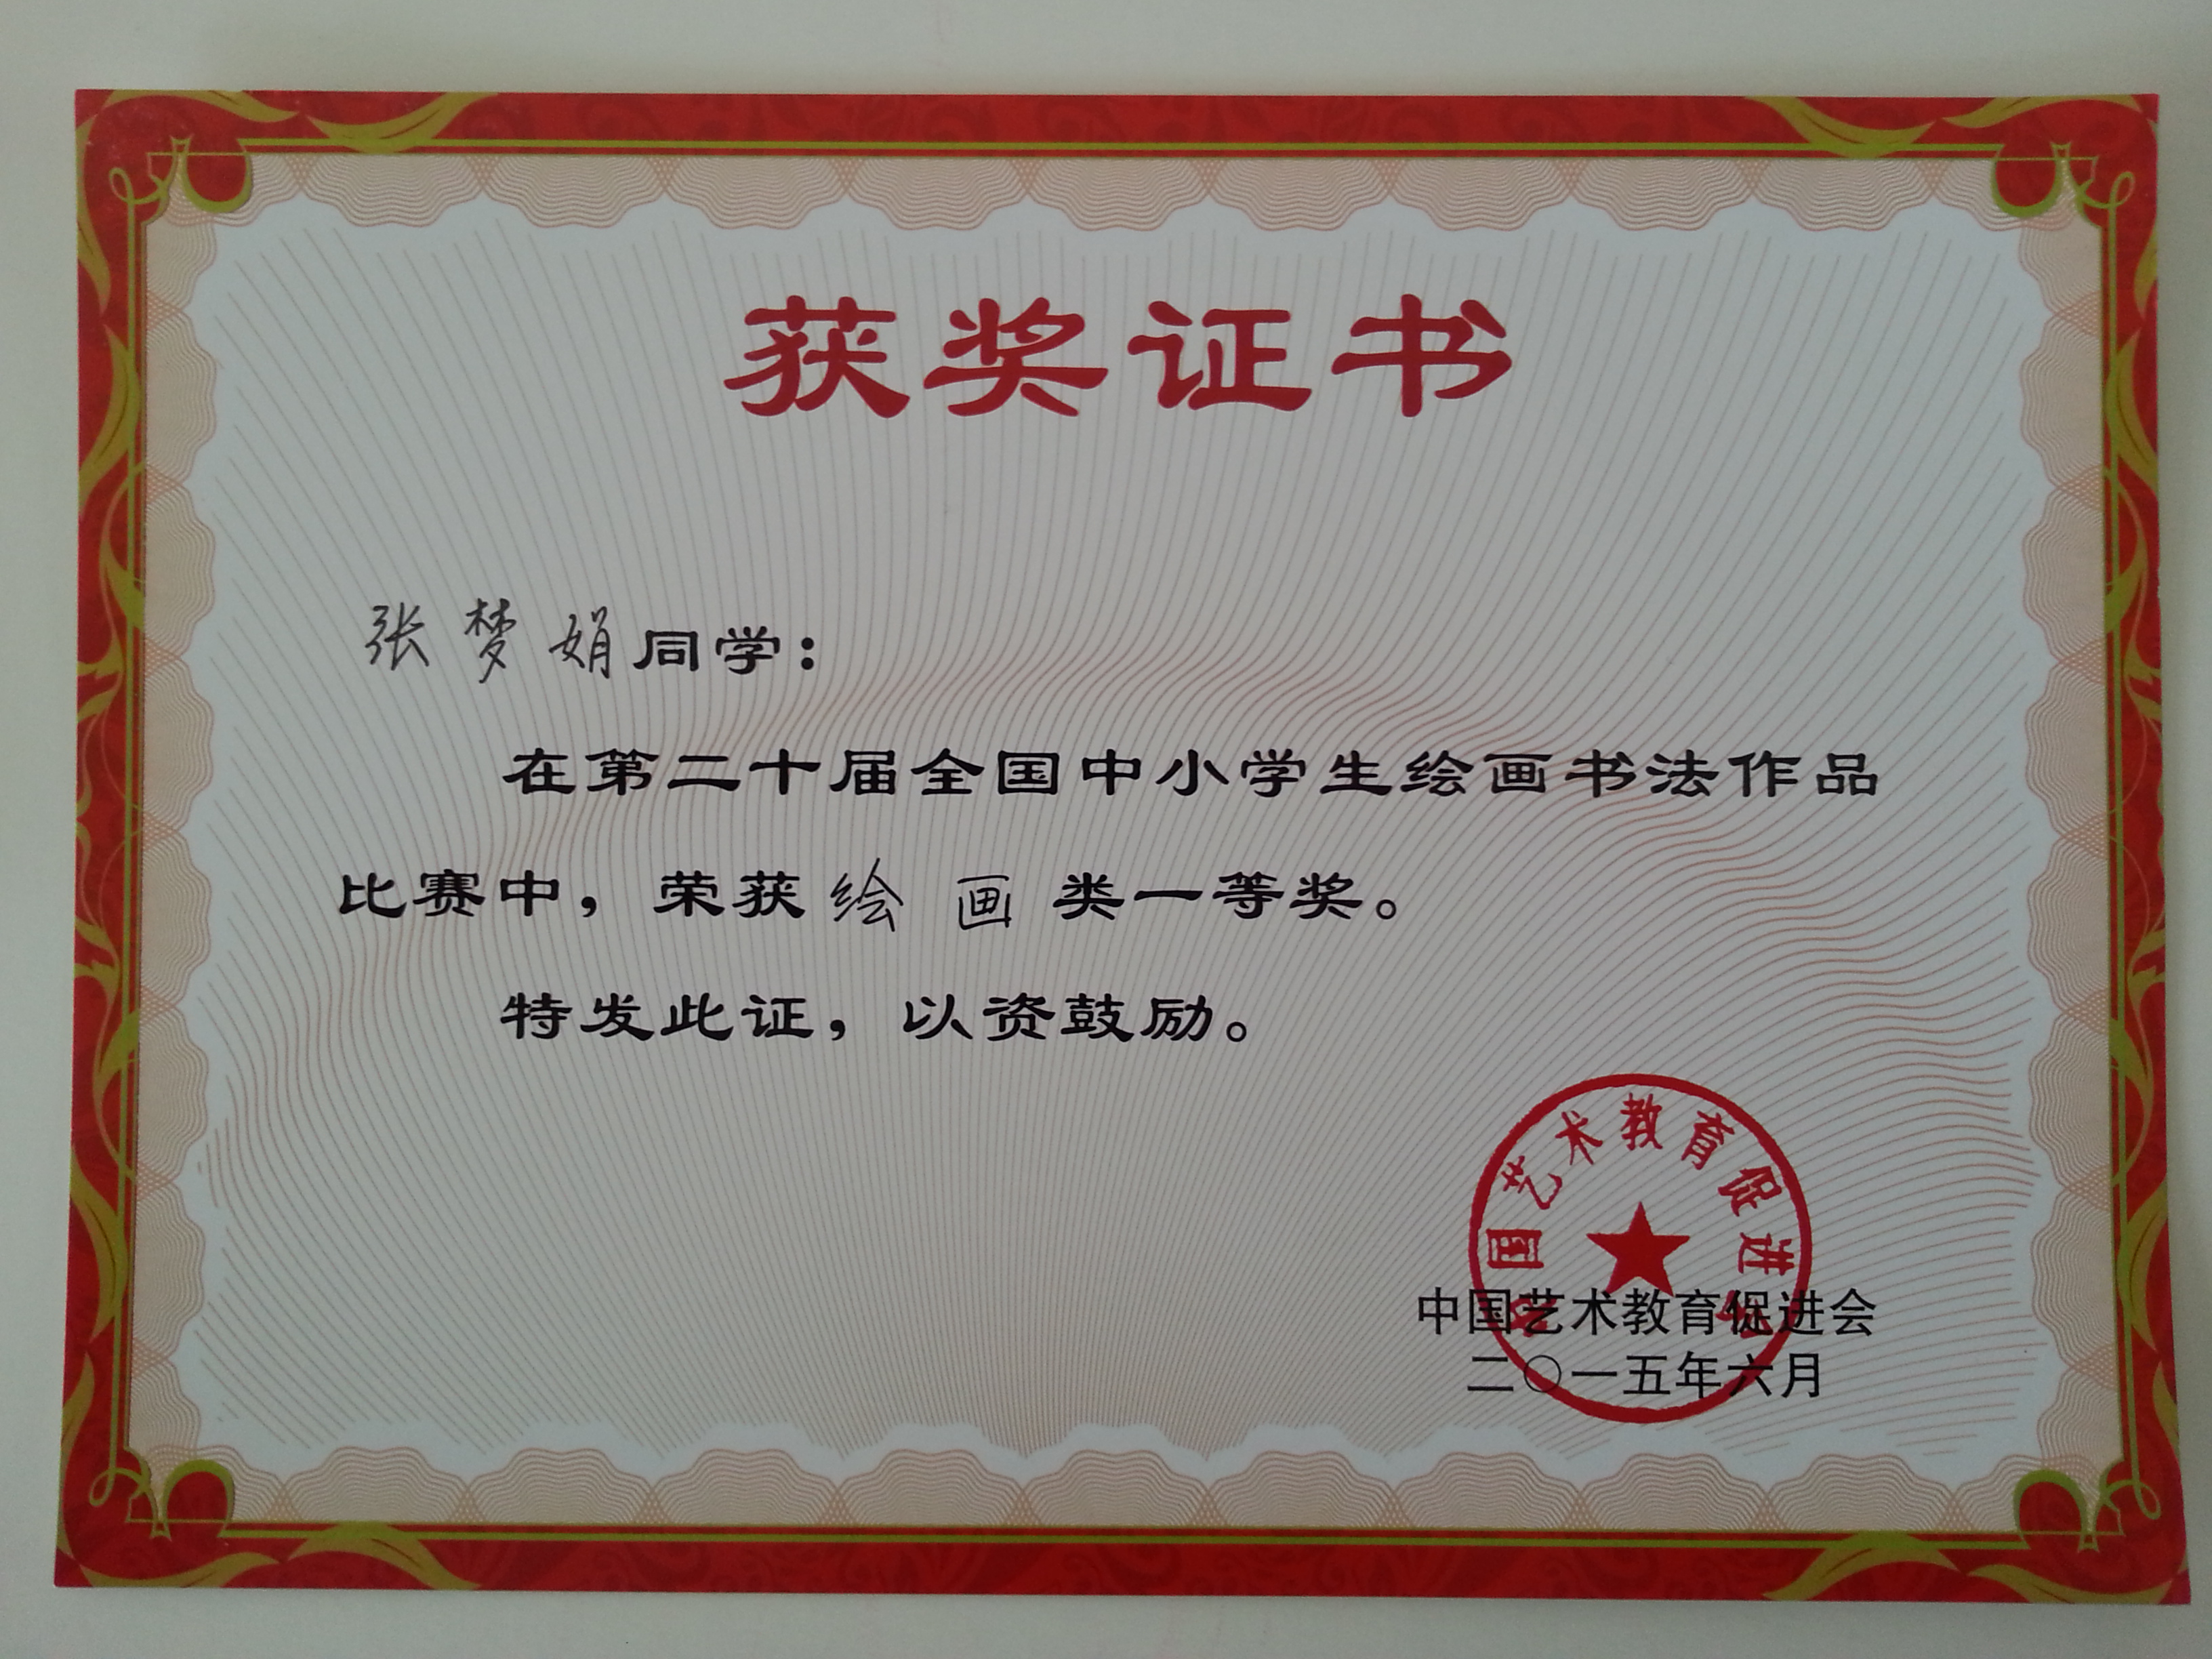 获奖证书
张梦娟同学：
在第二十届全国中小学生绘画书法作品
比赛中，荣获绘画类一等奖。
特发此证，以资鼓励。
国艺术教育促进
中国艺术教育促进会
二〇一五年六月